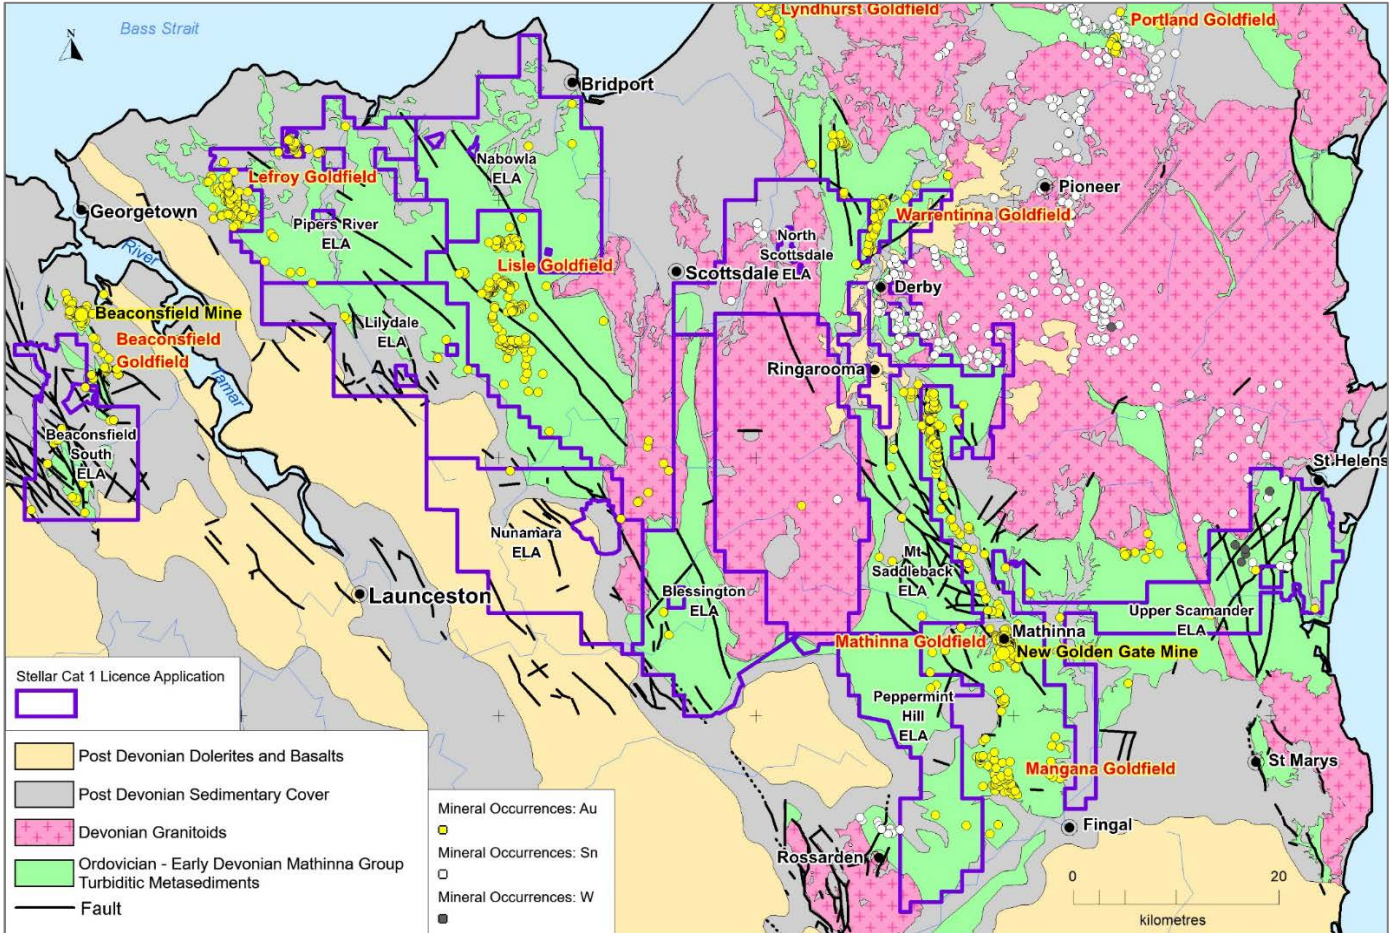 Lyndhurst Goldfield
Portland Goldfield
Bass Strait
N
Bridport
Nabowla
ELA
Lefroy Goldfield
Pioneer
Georgetown
Pipers River
ELA
Warrentinna Goldfield
River
North
Scottsdale
ELA
Lisle Goldfield
Scottsdale
Derby
Beaconsfield Mine
Beaconsfield
Goldfield
Lilydale
ELA
Tamar
Ringarooma
Beaconsfield
South
ELA
St Helens
Nunamara
ELA
Mt
Saddleback
ELA
Blessington
ELA
Launceston
Upper Scamander
ELA
Mathinna
Mathinna Goldfield
New Golden Gate Mine
Peppermint
Hill
ELA
Mangana Goldfield
St Marys
Fingal
Rossarden
Stellar Cat 1 Licence Application
Post Devonian Dolerites and Basalts
Post Devonian Sedimentary Cover
Devonian Granitoids
Ordovician - Early Devonian Mathinna Group
Turbiditic Metasediments
Fault
Mineral Occurrences: Au
Mineral Occurrences: Sn
Mineral Occurrences: W
0 20
kilometres